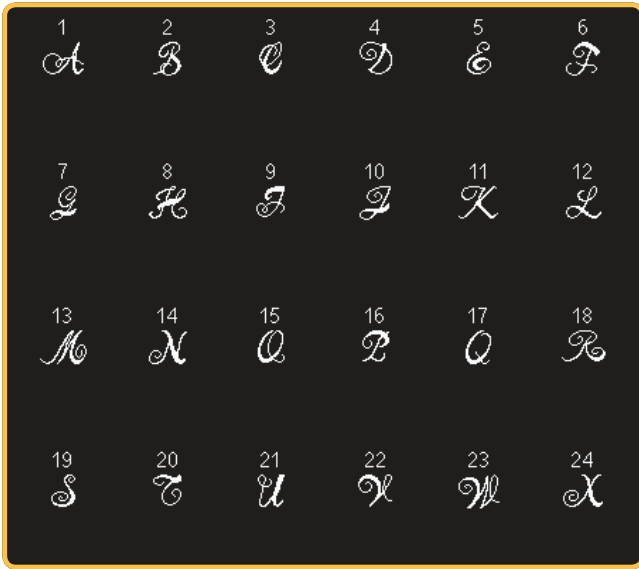 1 2 3 4 5 6
A B C D E F
7 8 9 10 11 12
G H I J K L
13 14 15 16 17 18
M N O P Q R
19 20 21 22 23 24
S T U V W X